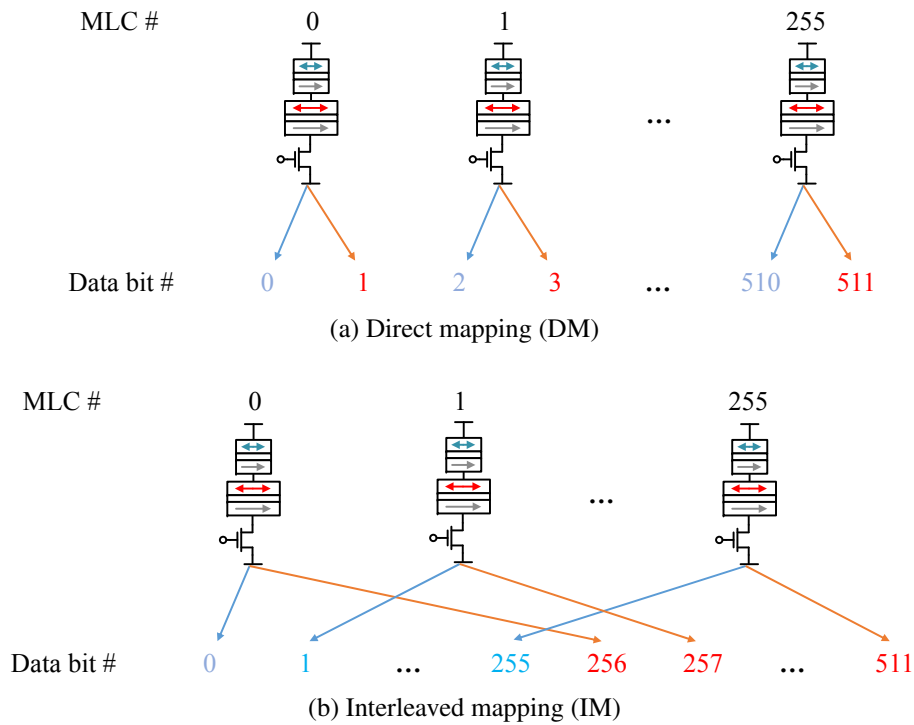 MLC # 0 1 255
...
Data bit # 0 1 2 3 ... 510 511
(a) Direct mapping (DM)
MLC # 0 1 255
...
Data bit # 0 1 ... 255 256 257 ... 511
(b) Interleaved mapping (IM)